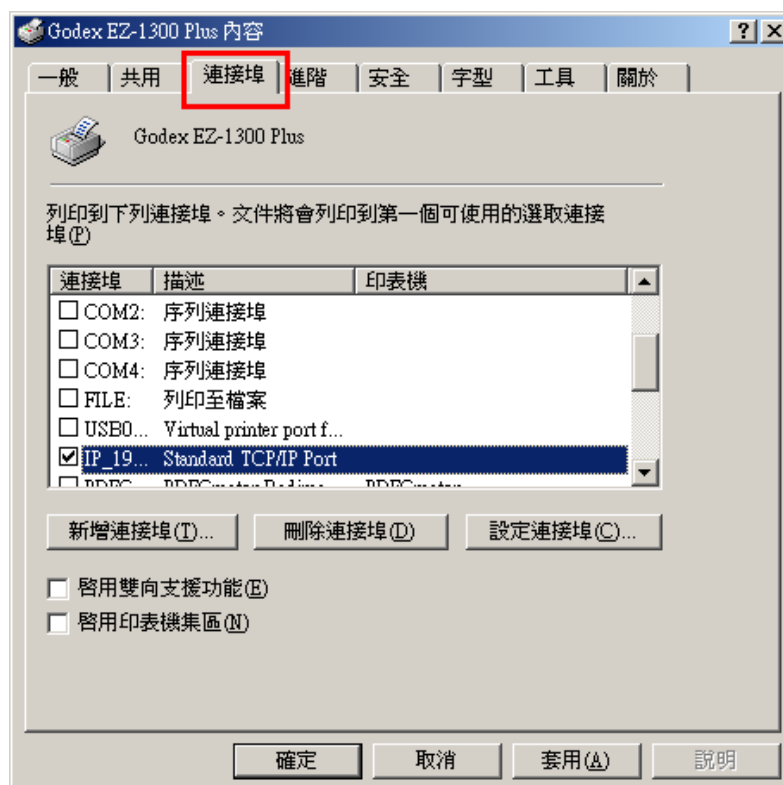 Godex EZ-1300 Plus 內容
一般 共用 連接埠 進階 安全 字型 工具 關於
Godex EZ-1300 Plus
列印到下列連接埠。文件將會列印到第一個可使用的選取連接
埠(P)
連接埠 描述 印表機
COM2: 序列連接埠
COM3: 序列連接埠
COM4: 序列連接埠
FILE: 列印至檔案
USB0... Virtual printer port f...
IP_19... Standard TCP/IP Port
新增連接埠(T)... 刪除連接埠(D) 設定連接埠(C)...
啓用雙向支援功能(E)
啓用印表機集區(N)
確定 取消 套用(A) 說明